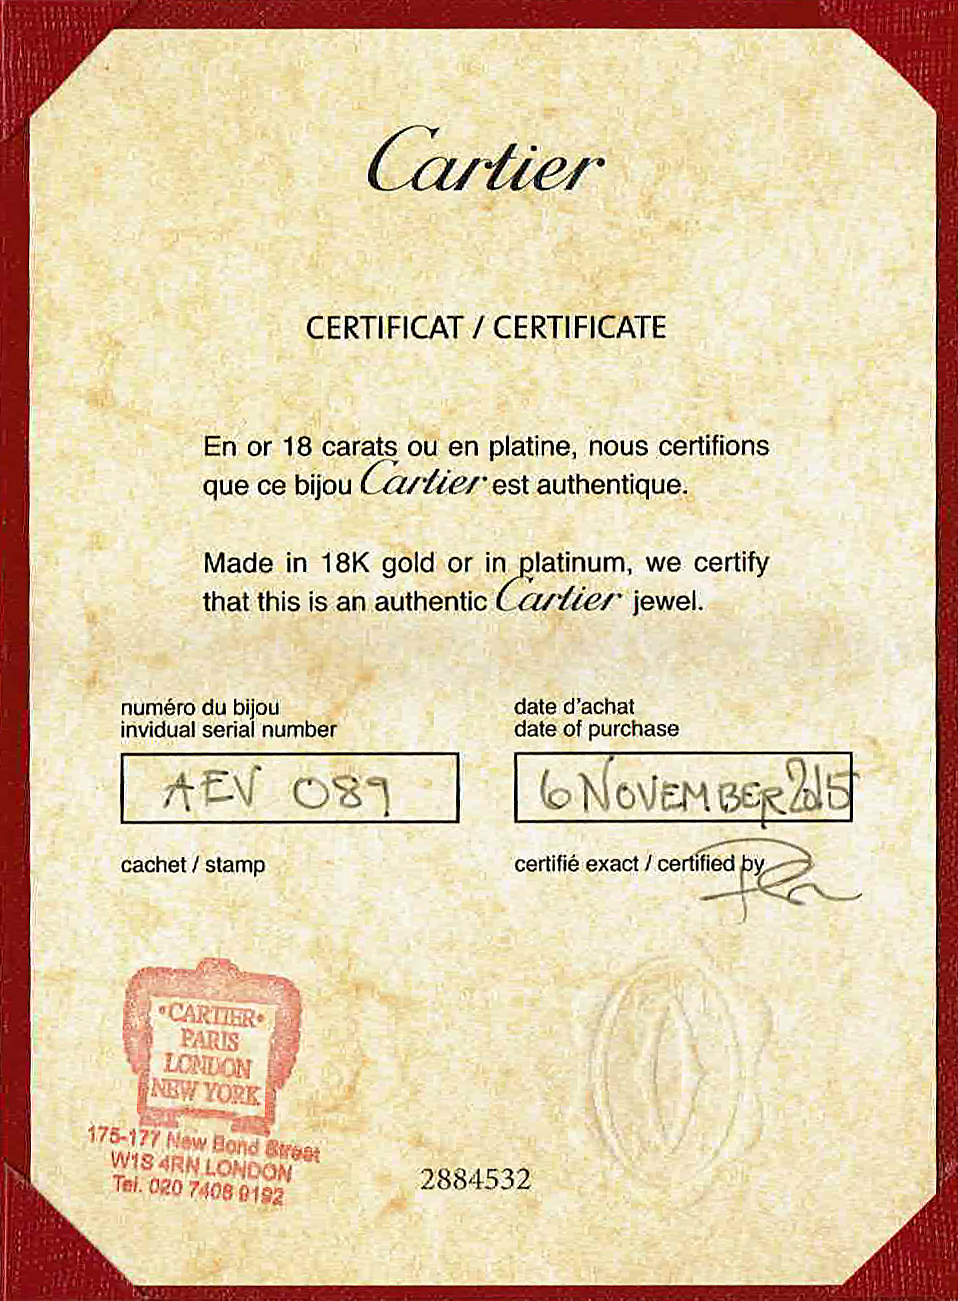 Cartier
CERTIFICAT / CERTIFICATE
En or 18 carats ou en platine, nous certifions
que ce bijou Cartier est authentique.
Made in 18K gold or in platinum, we certify
that this is an authentic Cartier jewel.
numéro du bijou
invidual serial number
AEV 089
date d'achat
date of purchase
6 NOVEMBER 2015
cachet / stamp
certifié exact / certified by
•CARTIER•
PARIS
LONDON
NEW YORK
175-177 New Bond Street
W1S 4RN LONDON
Tel. 020 7408 9192
2884532